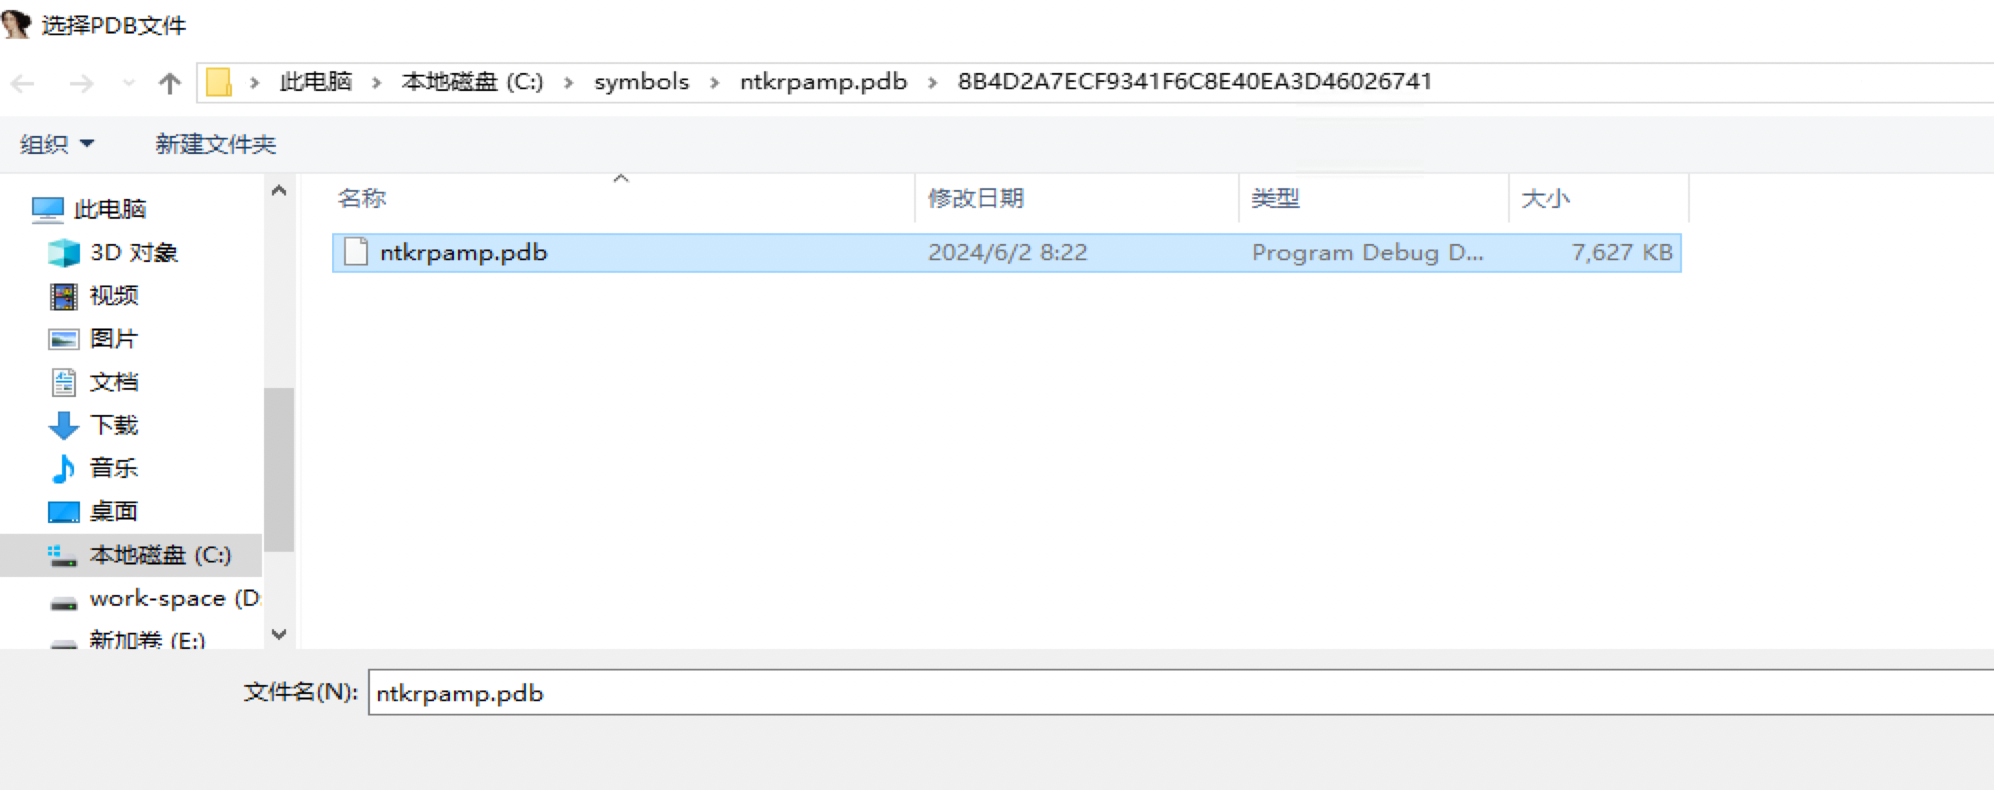 选择PDB文件
此电脑 > 本地磁盘 (C:) > symbols > ntkrpamp.pdb > 8B4D2A7ECF9341F6C8E40EA3D46026741
组织 新建文件夹
名称 修改日期 类型 大小
ntkrpamp.pdb 2024/6/2 8:22 Program Debug D... 7,627 KB
此电脑
3D 对象
视频
图片
文档
下载
音乐
桌面
本地磁盘 (C:)
work-space (D:
新加卷 (E:)
文件名(N): ntkrpamp.pdb